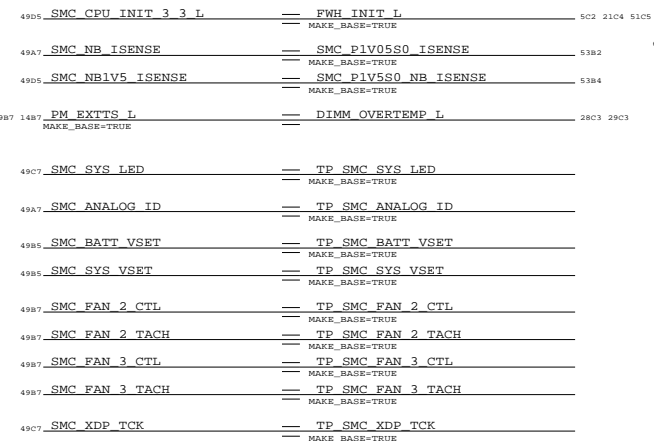 49D5 SMC_CPU_INIT_3_3_L FWH_INIT_L 5C2 21C4 51C5
MAKE_BASE=TRUE
49A7 SMC_NB_ISENSE SMC_P1V05S0_ISENSE 53B2
MAKE_BASE=TRUE
49D5 SMC_NB1V5_ISENSE SMC_P1V5S0_NB_ISENSE 53B4
MAKE_BASE=TRUE
9B7 14B7 PM_EXTTS_L DIMM_OVERTEMP_L 28C3 29C3
MAKE_BASE=TRUE
49C7 SMC_SYS_LED TP_SMC_SYS_LED
MAKE_BASE=TRUE
49A7 SMC_ANALOG_ID TP_SMC_ANALOG_ID
MAKE_BASE=TRUE
49B5 SMC_BATT_VSET TP_SMC_BATT_VSET
MAKE_BASE=TRUE
49B5 SMC_SYS_VSET TP_SMC_SYS_VSET
MAKE_BASE=TRUE
49B7 SMC_FAN_2_CTL TP_SMC_FAN_2_CTL
MAKE_BASE=TRUE
49B7 SMC_FAN_2_TACH TP_SMC_FAN_2_TACH
MAKE_BASE=TRUE
49B7 SMC_FAN_3_CTL TP_SMC_FAN_3_CTL
MAKE_BASE=TRUE
49B7 SMC_FAN_3_TACH TP_SMC_FAN_3_TACH
MAKE_BASE=TRUE
49C7 SMC_XDP_TCK TP_SMC_XDP_TCK
MAKE_BASE=TRUE